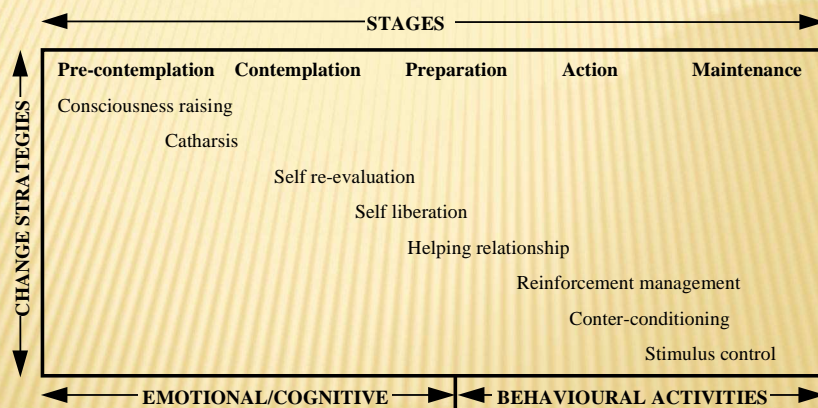 STAGES
Pre-contemplation Contemplation Preparation Action Maintenance
Consciousness raising
Catharsis
Self re-evaluation
Self liberation
Helping relationship
Reinforcement management
Conter-conditioning
Stimulus control
CHANGE STRATEGIES
EMOTIONAL/COGNITIVE BEHAVIOURAL ACTIVITIES